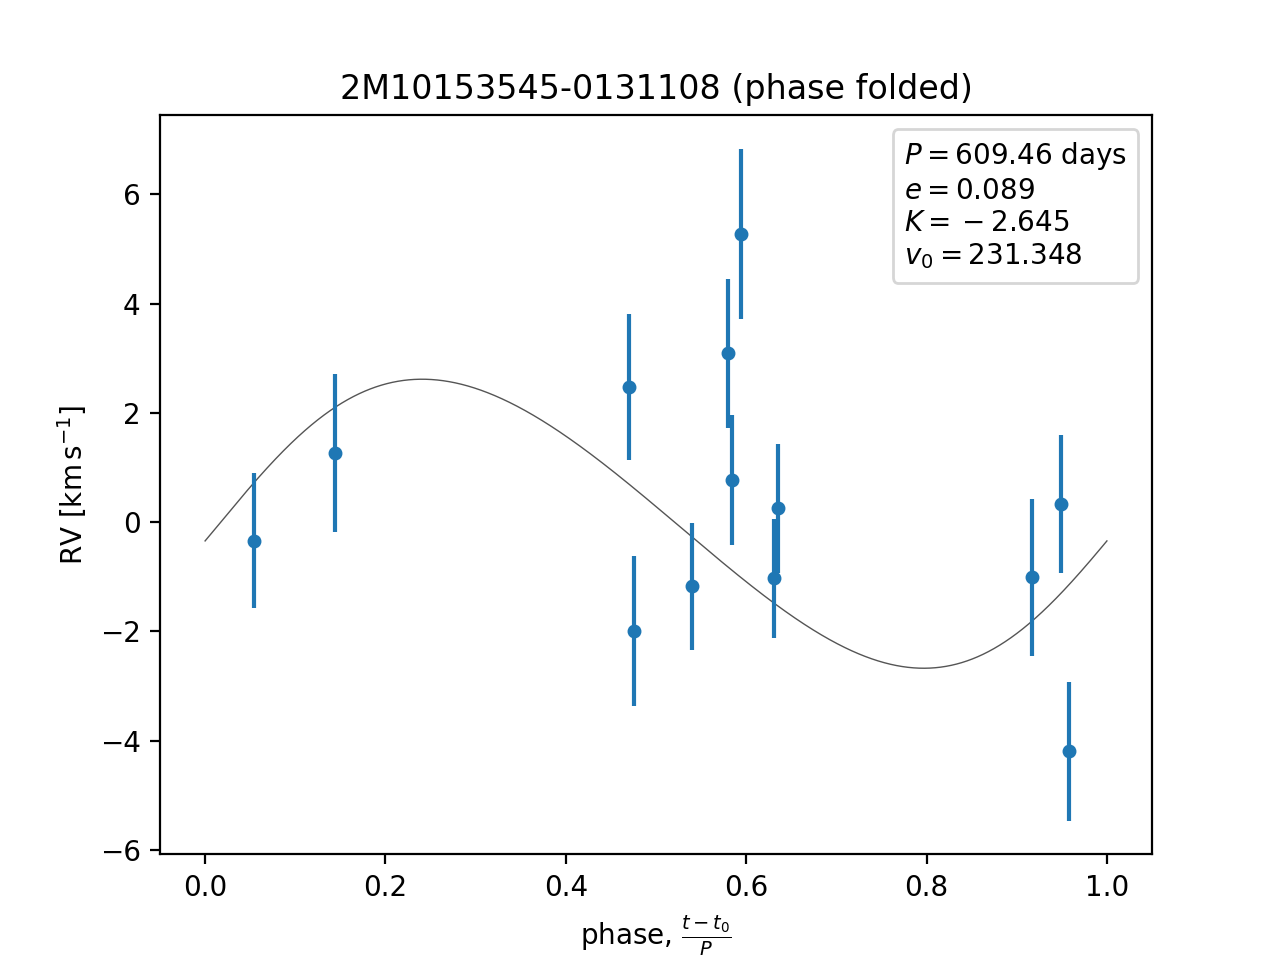 2M10153545-0131108 (phase folded)
P = 609.46 days
e = 0.089
K = −2.645
v₀ = 231.348
RV [km s⁻¹]
6
4
2
0
−2
−4
−6
0.0 0.2 0.4 0.6 0.8 1.0
phase, (t − t₀)/P